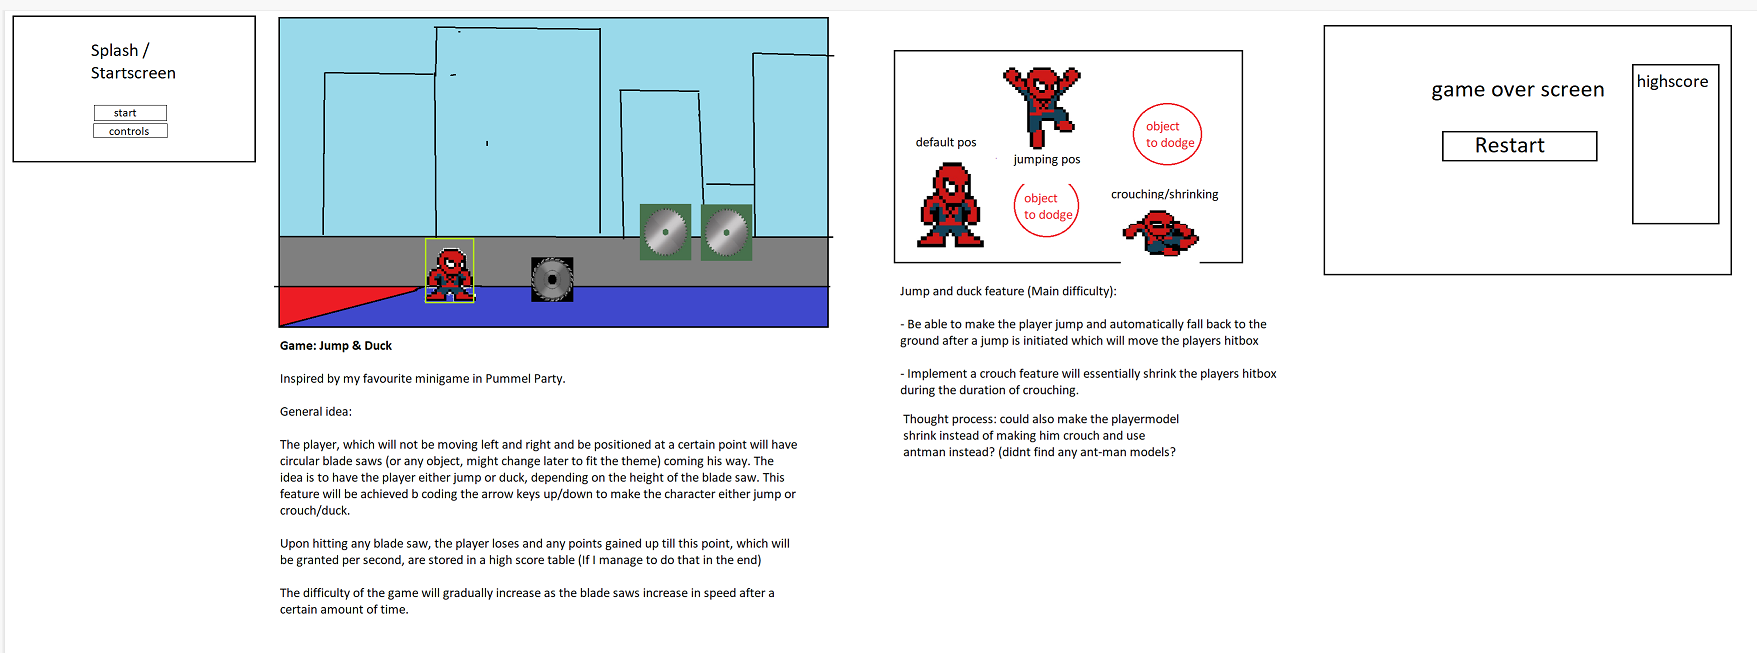 Splash /
Startscreen
start
controls
Game: Jump & Duck
Inspired by my favourite minigame in Pummel Party.
General idea:
The player, which will not be moving left and right and be positioned at a certain point will have
circular blade saws (or any object, might change later to fit the theme) coming his way. The
idea is to have the player either jump or duck, depending on the height of the blade saw. This
feature will be achieved b coding the arrow keys up/down to make the character either jump or
crouch/duck.
Upon hitting any blade saw, the player loses and any points gained up till this point, which will
be granted per second, are stored in a high score table (If I manage to do that in the end)
The difficulty of the game will gradually increase as the blade saws increase in speed after a
certain amount of time.
default pos
jumping pos
object
to dodge
object
to dodge
crouching/shrinking
Jump and duck feature (Main difficulty):
- Be able to make the player jump and automatically fall back to the
ground after a jump is initiated which will move the players hitbox
- Implement a crouch feature will essentially shrink the players hitbox
during the duration of crouching.
Thought process: could also make the playermodel
shrink instead of making him crouch and use
antman instead? (didnt find any ant-man models?
game over screen
Restart
highscore